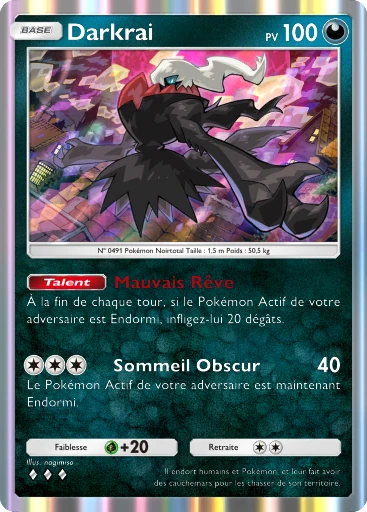 BASE Darkrai PV 100
N° 0491 Pokémon Noirtotal Taille : 1,5 m Poids : 50,5 kg
Talent Mauvais Rêve
À la fin de chaque tour, si le Pokémon Actif de votre
adversaire est Endormi, infligez-lui 20 dégâts.
Sommeil Obscur 40
Le Pokémon Actif de votre adversaire est maintenant
Endormi.
Faiblesse +20 Retraite
Illus. nagimiso
Il endort humains et Pokémon, et leur fait avoir
des cauchemars pour les chasser de son territoire.